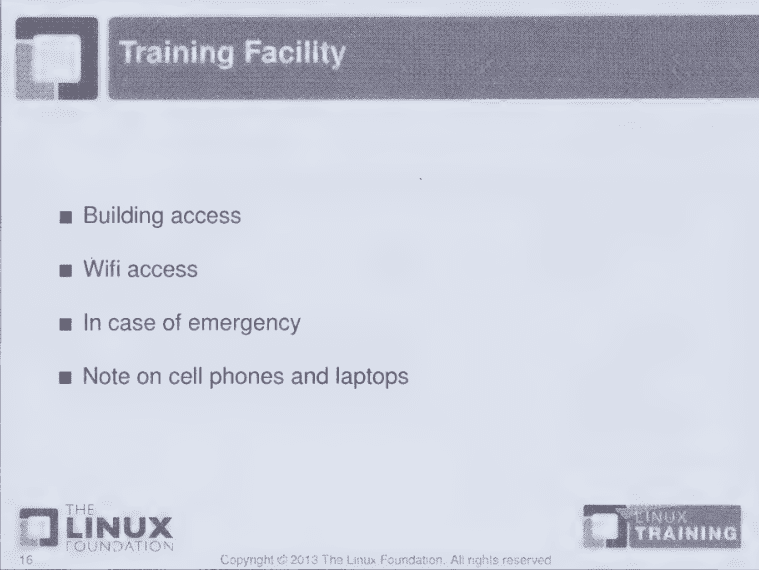 Training Facility
■ Building access
■ Wifi access
■ In case of emergency
■ Note on cell phones and laptops
THE
LINUX
FOUNDATION
LINUX
TRAINING
16
Copyright © 2013 The Linux Foundation. All rights reserved